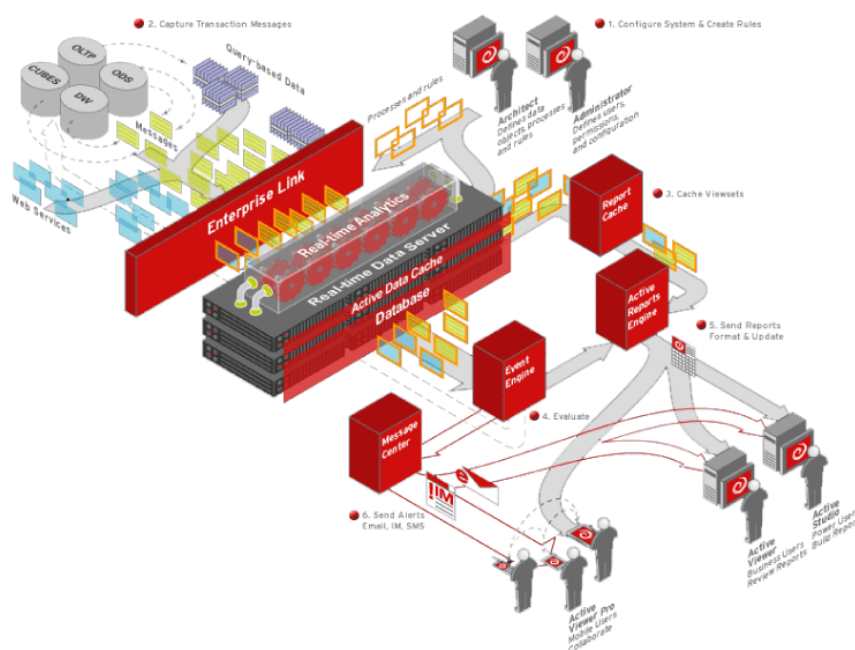 2. Capture Transaction Messages
1. Configure System & Create Rules
OLTP
CUBES
ODS
DW
Query-based Data
Messages
Web Services
Processes and rules
Architect
Defines data
objects, processes
and rules
Administrator
Defines users,
permissions,
and configuration
Enterprise Link
Real-time Analytics
Real-time Data Server
Active Data Cache
Database
Report
Cache
3. Cache Viewsets
Active
Reports
Engine
5. Send Reports
Format & Update
Event
Engine
4. Evaluate
Message
Center
!IM
e
6. Send Alerts
Email, IM, SMS
Active
Studio
Power User
Build Repor
Active
Viewer
Business Users
Review Reports
Active
Viewer Pro
Mobile Users
Collaborate